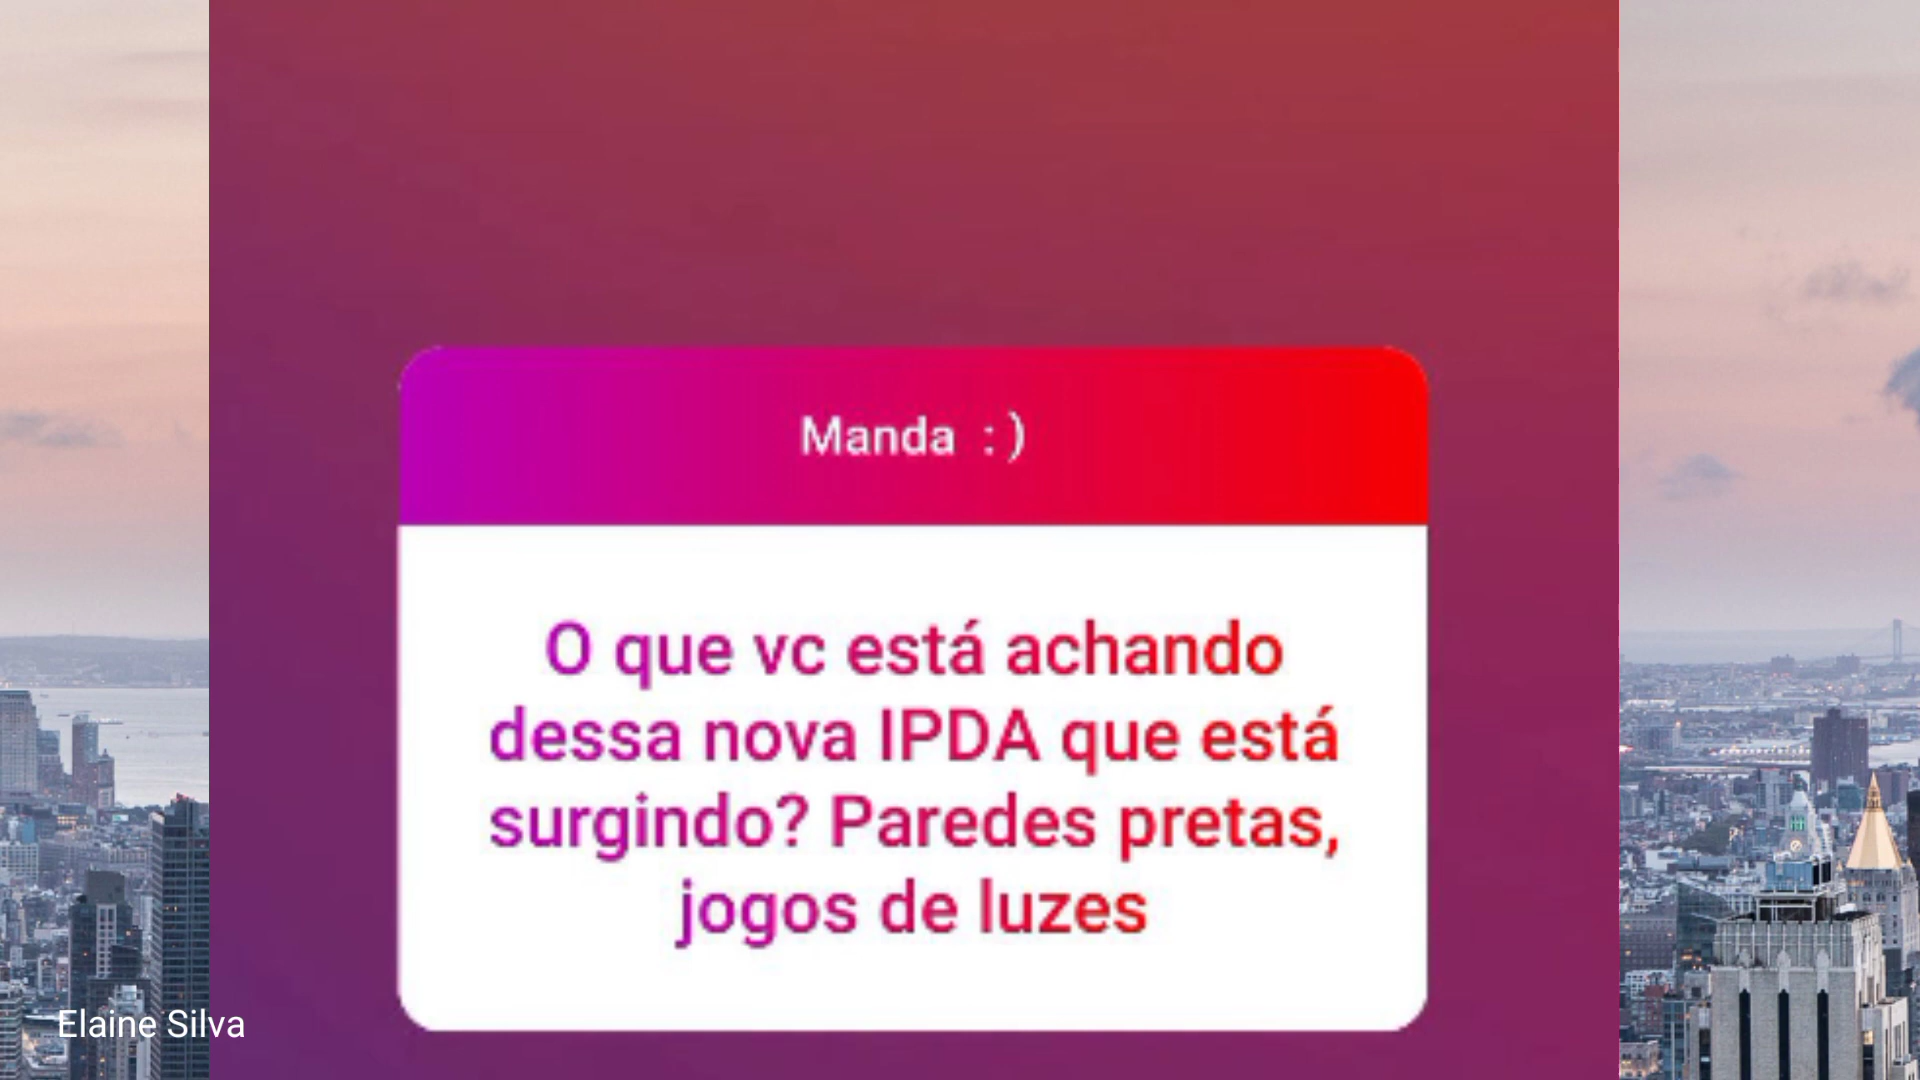 Manda :)
O que vc está achando
dessa nova IPDA que está
surgindo? Paredes pretas,
jogos de luzes
Elaine Silva